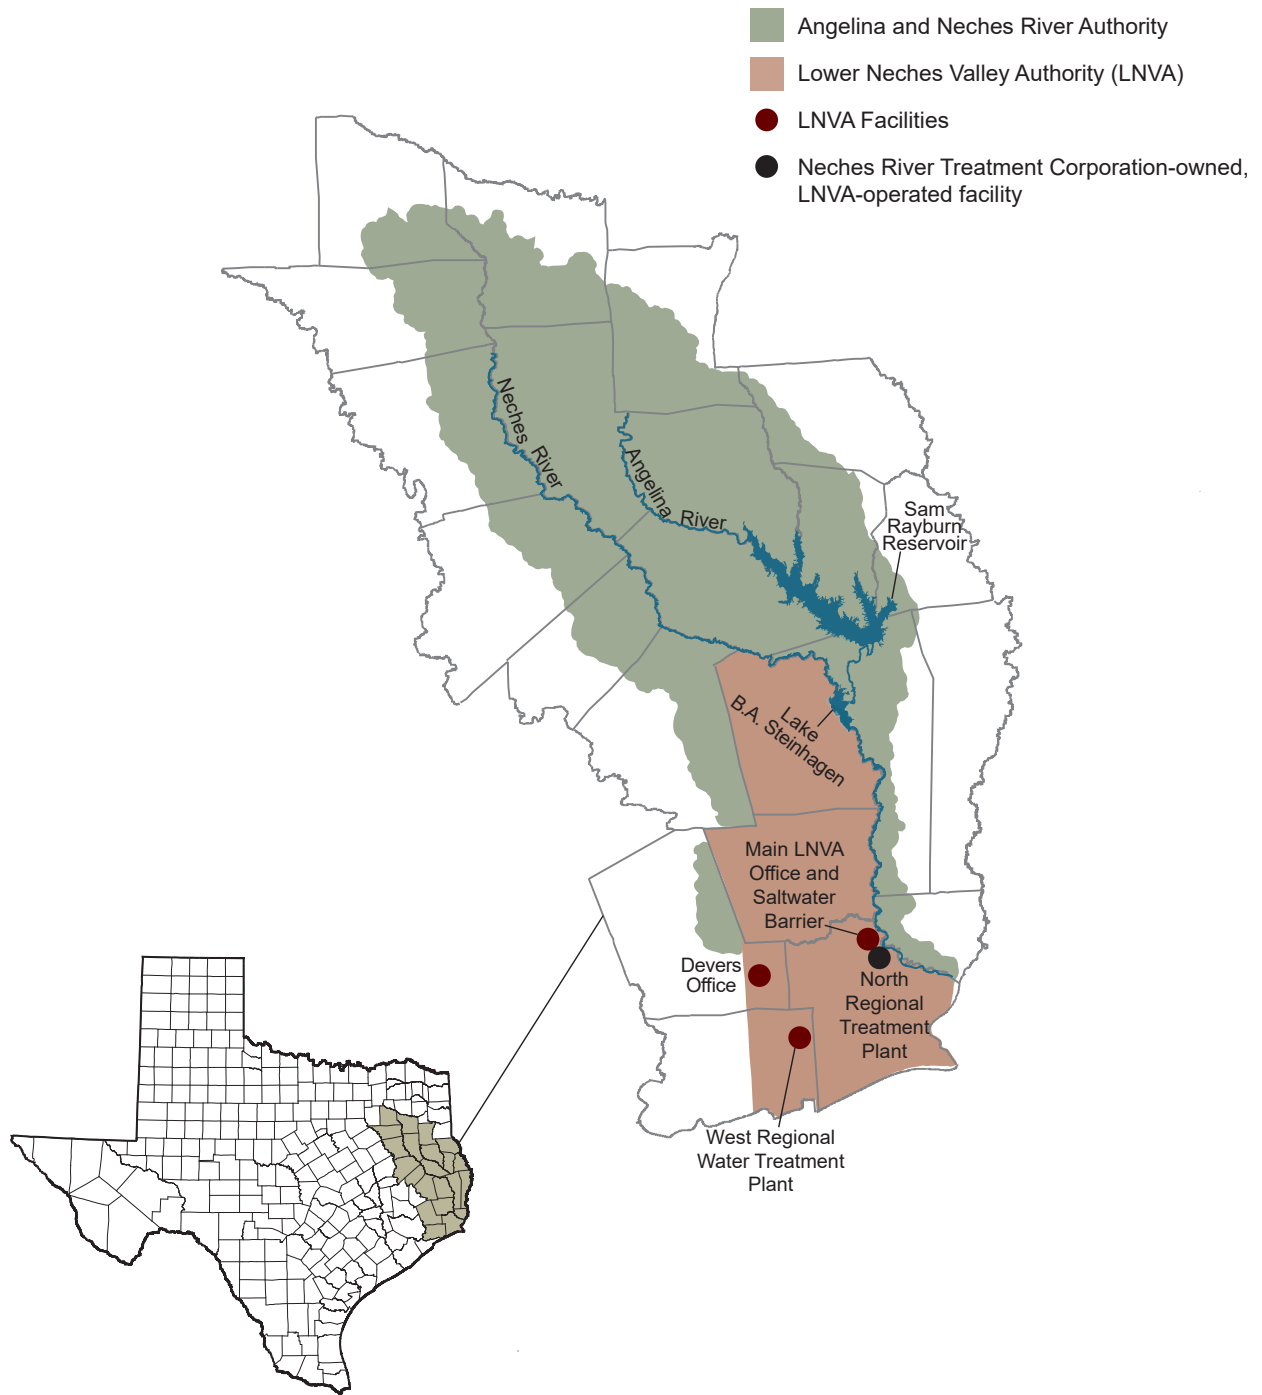 Angelina and Neches River Authority
Lower Neches Valley Authority (LNVA)
LNVA Facilities
Neches River Treatment Corporation-owned,
LNVA-operated facility
Neches River
Angelina River
Sam
Rayburn
Reservoir
Lake
B.A. Steinhagen
Main LNVA
Office and
Saltwater
Barrier
Devers
Office
North
Regional
Treatment
Plant
West Regional
Water Treatment
Plant